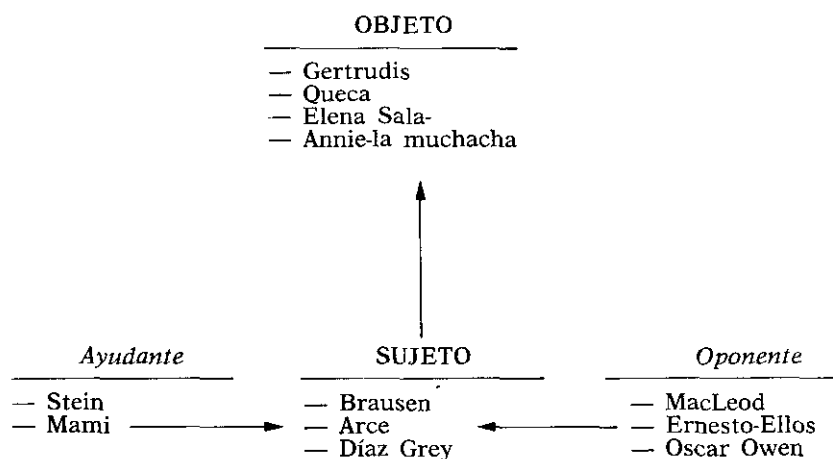 OBJETO
— Gertrudis
— Queca
— Elena Sala-
— Annie-la muchacha
Ayudante
— Stein
— Mami
SUJETO
— Brausen
— Arce
— Díaz Grey
Oponente
— MacLeod
— Ernesto-Ellos
— Oscar Owen